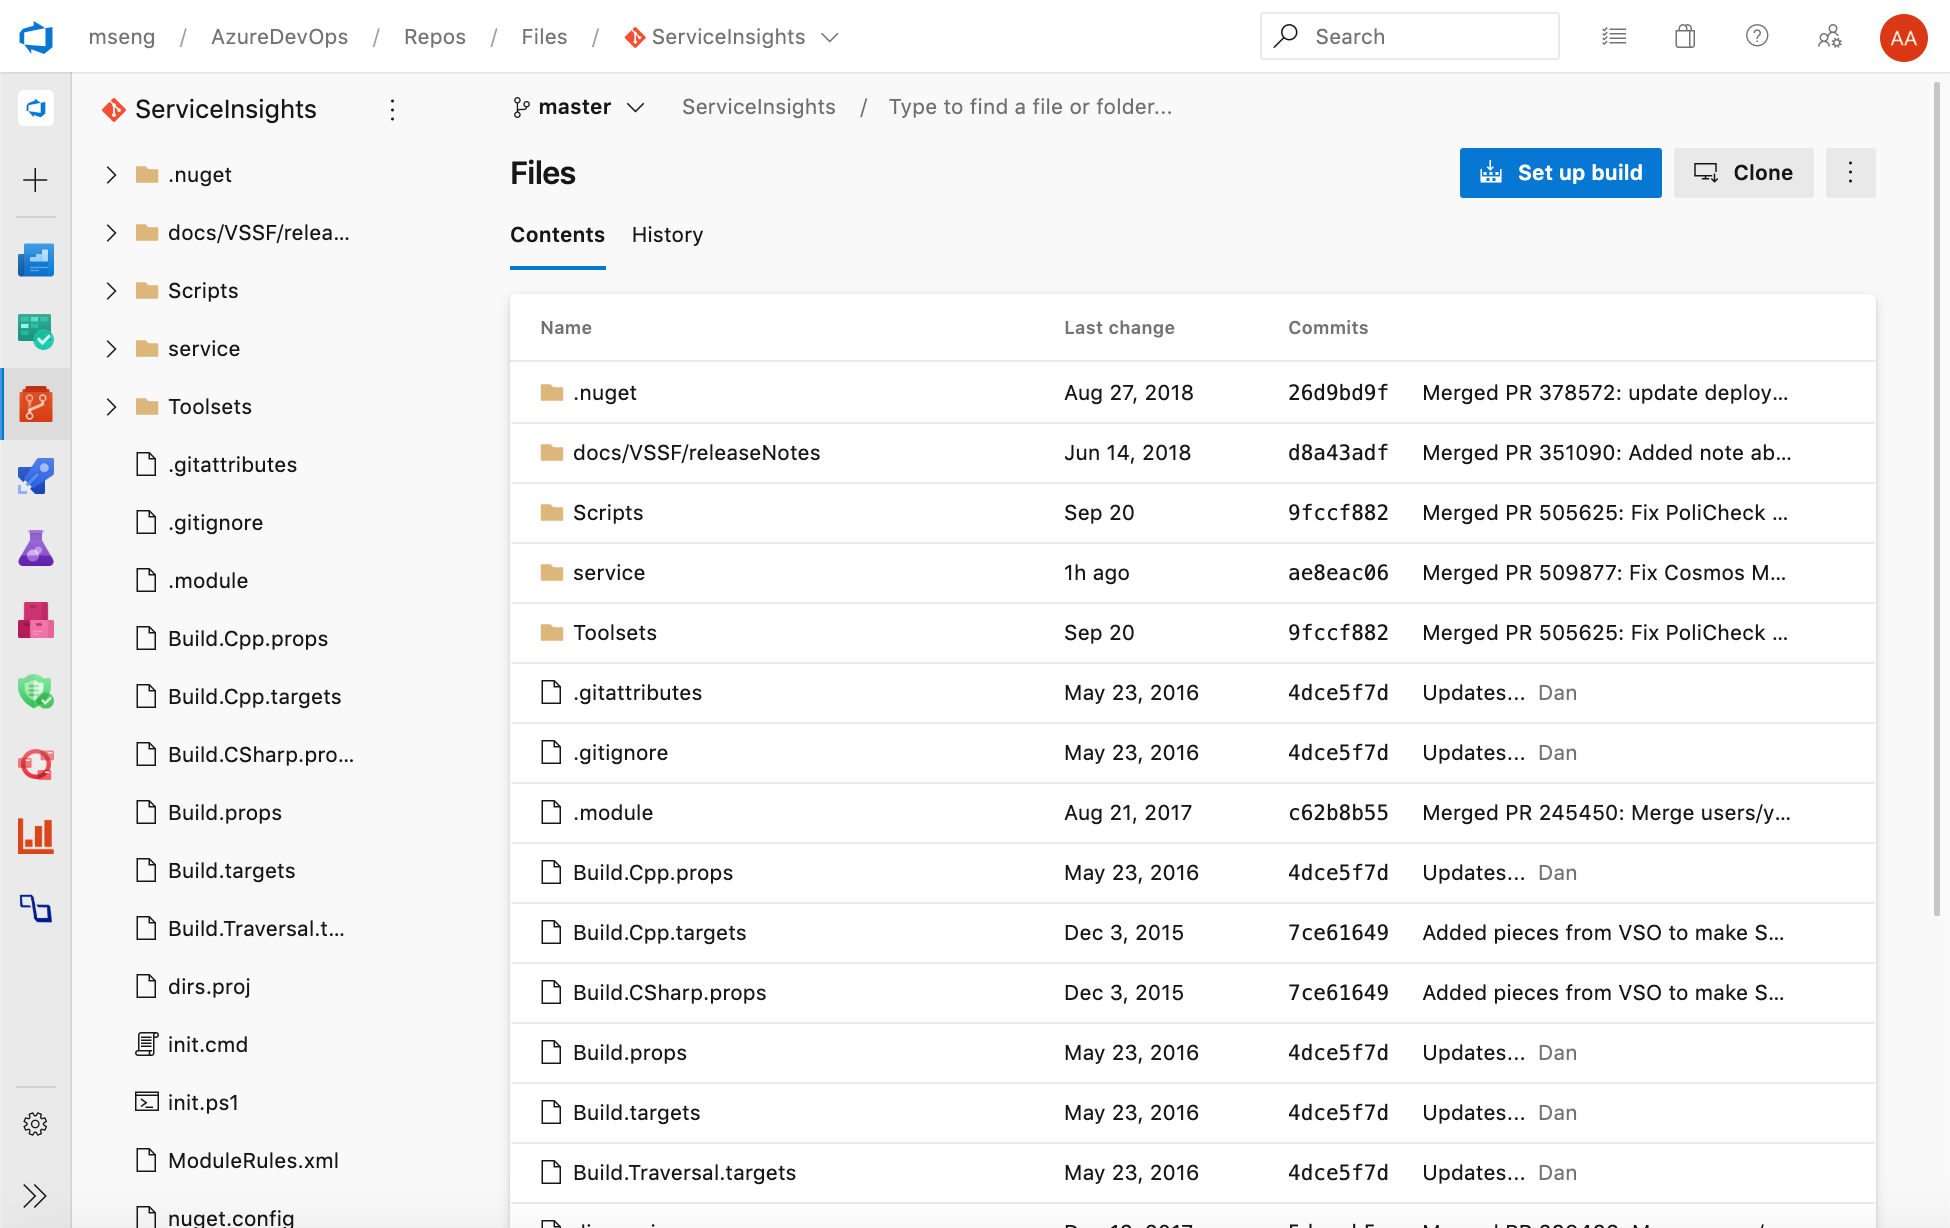 mseng / AzureDevOps / Repos / Files / ServiceInsights
Search
AA
ServiceInsights
.nuget
docs/VSSF/relea...
Scripts
service
Toolsets
.gitattributes
.gitignore
.module
Build.Cpp.props
Build.Cpp.targets
Build.CSharp.pro...
Build.props
Build.targets
Build.Traversal.t...
dirs.proj
init.cmd
init.ps1
ModuleRules.xml
nuget.config
master ServiceInsights / Type to find a file or folder...
Files
Set up build
Clone
Contents History
Name Last change Commits
.nuget Aug 27, 2018 26d9bd9f Merged PR 378572: update deploy...
docs/VSSF/releaseNotes Jun 14, 2018 d8a43adf Merged PR 351090: Added note ab...
Scripts Sep 20 9fccf882 Merged PR 505625: Fix PoliCheck ...
service 1h ago ae8eac06 Merged PR 509877: Fix Cosmos M...
Toolsets Sep 20 9fccf882 Merged PR 505625: Fix PoliCheck ...
.gitattributes May 23, 2016 4dce5f7d Updates... Dan
.gitignore May 23, 2016 4dce5f7d Updates... Dan
.module Aug 21, 2017 c62b8b55 Merged PR 245450: Merge users/y...
Build.Cpp.props May 23, 2016 4dce5f7d Updates... Dan
Build.Cpp.targets Dec 3, 2015 7ce61649 Added pieces from VSO to make S...
Build.CSharp.props Dec 3, 2015 7ce61649 Added pieces from VSO to make S...
Build.props May 23, 2016 4dce5f7d Updates... Dan
Build.targets May 23, 2016 4dce5f7d Updates... Dan
Build.Traversal.targets May 23, 2016 4dce5f7d Updates... Dan